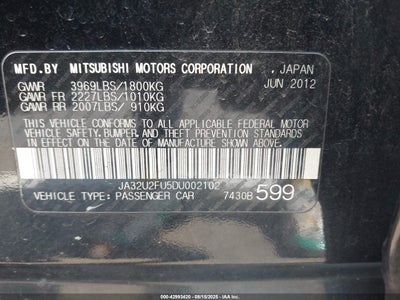 MFD.BY MITSUBISHI MOTORS CORPORATION , JAPAN
GVWR 3969LBS/1800KG JUN 2012
GAWR FR 2227LBS/1010KG
GAWR RR 2007LBS/ 910KG
THIS VEHICLE CONFORMS TO ALL APPLICABLE FEDERAL MOTOR
VEHICLE SAFETY, BUMPER, AND THEFT PREVENTION STANDARDS
IN EFFECT ON THE DATE OF MANUFACTURE SHOWN ABOVE.
JA32U2FU5DU002102
VEHICLE TYPE: PASSENGER CAR 7430B599
000-42993420 - 08/15/2025 - IAA Inc.